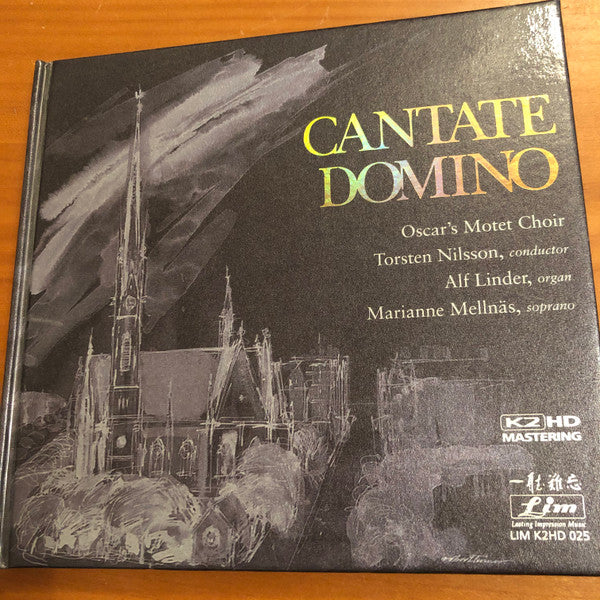 CANTATE
DOMINO
Oscar's Motet Choir
Torsten Nilsson, conductor
Alf Linder, organ
Marianne Mellnäs, soprano
K2 HD
MASTERING
一聽難忘
Lim
Lasting Impression Music
LIM K2HD 025